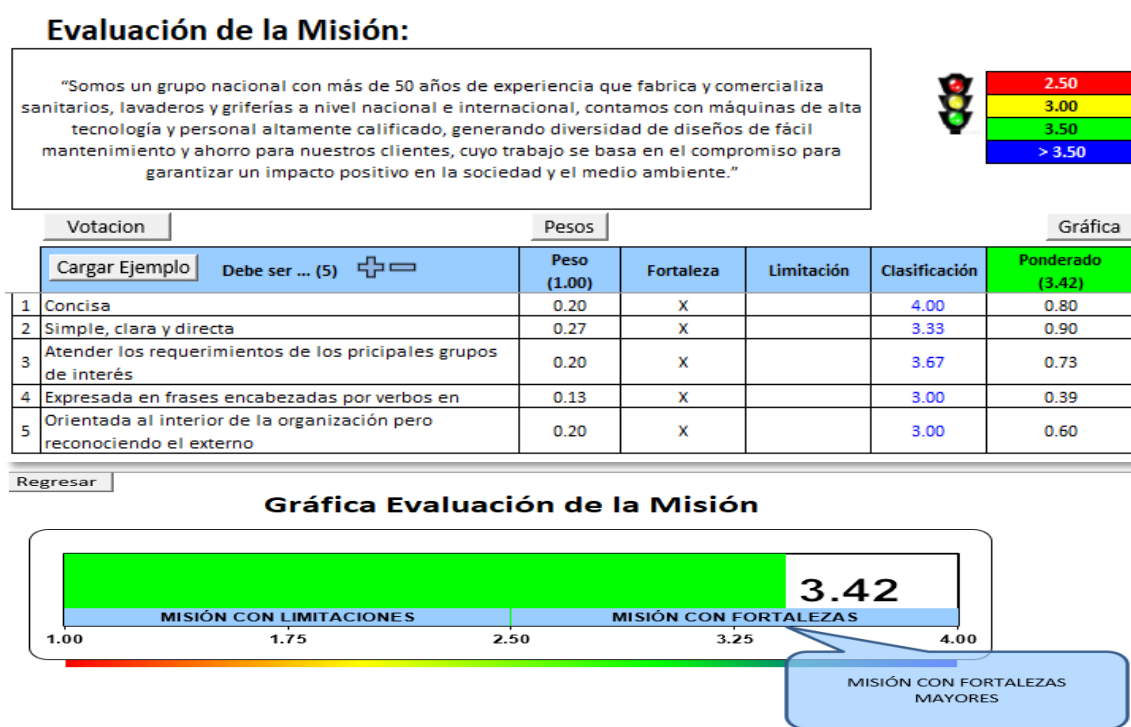 Evaluación de la Misión:
“Somos un grupo nacional con más de 50 años de experiencia que fabrica y comercializa
sanitarios, lavaderos y griferías a nivel nacional e internacional, contamos con máquinas de alta
tecnología y personal altamente calificado, generando diversidad de diseños de fácil
mantenimiento y ahorro para nuestros clientes, cuyo trabajo se basa en el compromiso para
garantizar un impacto positivo en la sociedad y el medio ambiente.”
2.50
3.00
3.50
> 3.50
Votacion Pesos Gráfica
Cargar Ejemplo Debe ser ... (5) Peso (1.00) Fortaleza Limitación Clasificación Ponderado (3.42)
1 Concisa 0.20 X 4.00 0.80
2 Simple, clara y directa 0.27 X 3.33 0.90
3 Atender los requerimientos de los pricipales grupos
de interés 0.20 X 3.67 0.73
4 Expresada en frases encabezadas por verbos en 0.13 X 3.00 0.39
5 Orientada al interior de la organización pero
reconociendo el externo 0.20 X 3.00 0.60
Regresar
Gráfica Evaluación de la Misión
3.42
MISIÓN CON LIMITACIONES MISIÓN CON FORTALEZAS
1.00 1.75 2.50 3.25 4.00
MISIÓN CON FORTALEZAS
MAYORES